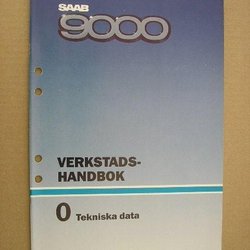 SAAB
9000
VERKSTADS-
HANDBOK
0 Tekniska data